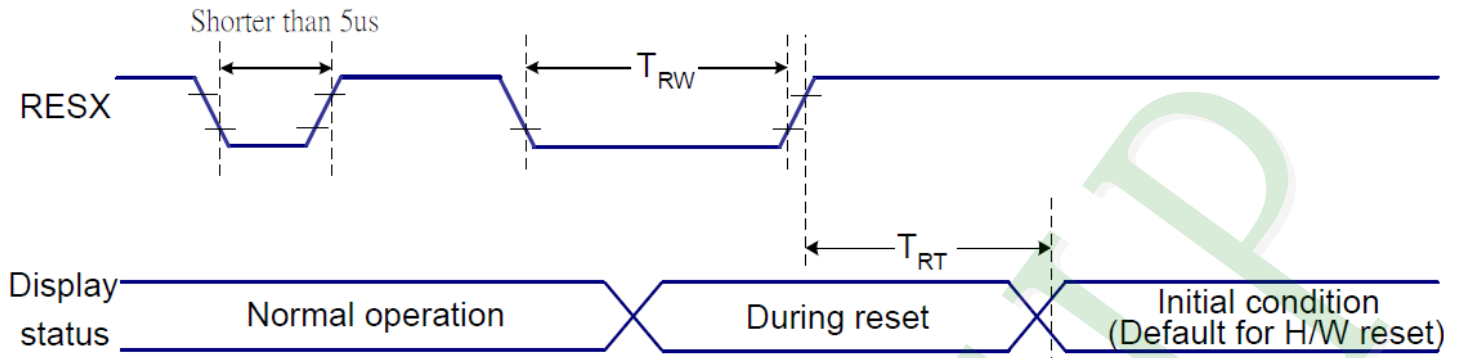 Shorter than 5us
RESX
TRW
TRT
Display
status
Normal operation
During reset
Initial condition
(Default for H/W reset)